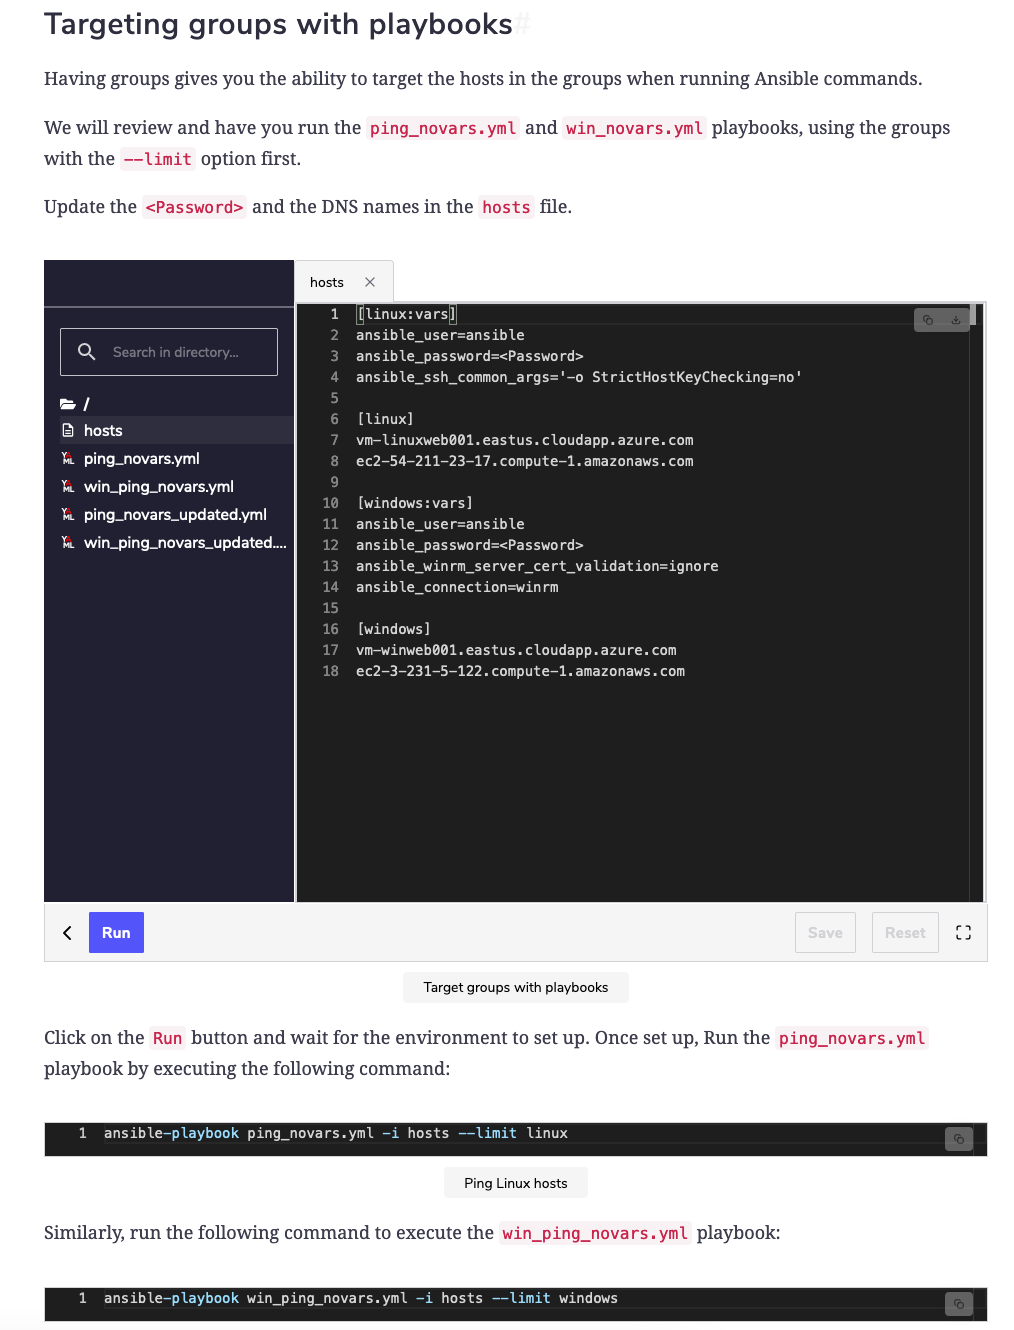 Targeting groups with playbooks#
Having groups gives you the ability to target the hosts in the groups when running Ansible commands.
We will review and have you run the ping_novars.yml and win_novars.yml playbooks, using the groups
with the --limit option first.
Update the <Password> and the DNS names in the hosts file.
hosts
Search in directory...
/
hosts
ping_novars.yml
win_ping_novars.yml
ping_novars_updated.yml
win_ping_novars_updated....
1 [linux:vars]
2 ansible_user=ansible
3 ansible_password=<Password>
4 ansible_ssh_common_args='-o StrictHostKeyChecking=no'
5
6 [linux]
7 vm-linuxweb001.eastus.cloudapp.azure.com
8 ec2-54-211-23-17.compute-1.amazonaws.com
9
10 [windows:vars]
11 ansible_user=ansible
12 ansible_password=<Password>
13 ansible_winrm_server_cert_validation=ignore
14 ansible_connection=winrm
15
16 [windows]
17 vm-winweb001.eastus.cloudapp.azure.com
18 ec2-3-231-5-122.compute-1.amazonaws.com
Run
Save
Reset
Target groups with playbooks
Click on the Run button and wait for the environment to set up. Once set up, Run the ping_novars.yml
playbook by executing the following command:
1 ansible-playbook ping_novars.yml -i hosts --limit linux
Ping Linux hosts
Similarly, run the following command to execute the win_ping_novars.yml playbook:
1 ansible-playbook win_ping_novars.yml -i hosts --limit windows